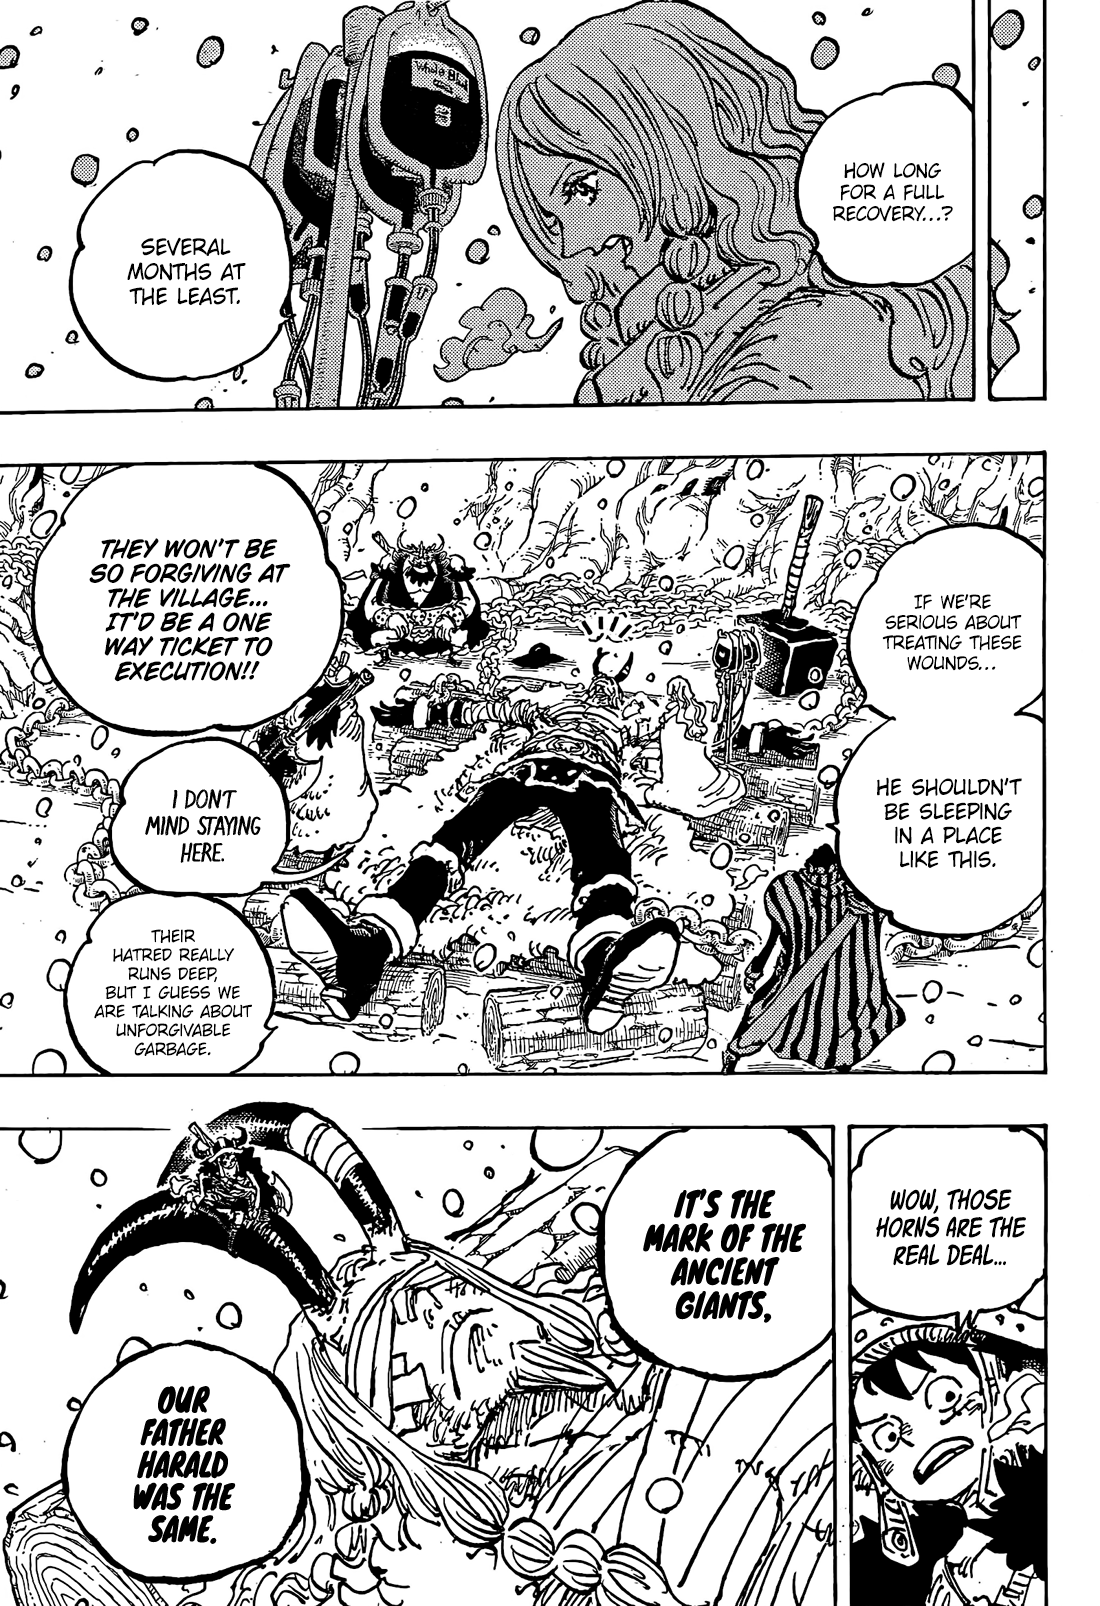 HOW LONG
FOR A FULL
RECOVERY...?
Whole Blood
SEVERAL
MONTHS AT
THE LEAST.
IF WE'RE
SERIOUS ABOUT
TREATING THESE
WOUNDS...
HE SHOULDN'T
BE SLEEPING
IN A PLACE
LIKE THIS.
THEY WON'T BE
SO FORGIVING AT
THE VILLAGE...
IT'D BE A ONE
WAY TICKET TO
EXECUTION!!
I DON'T
MIND STAYING
HERE.
THEIR
HATRED REALLY
RUNS DEEP,
BUT I GUESS WE
ARE TALKING ABOUT
UNFORGIVABLE
GARBAGE.
WOW, THOSE
HORNS ARE THE
REAL DEAL...
IT'S THE
MARK OF THE
ANCIENT
GIANTS,
OUR
FATHER
HARALD
WAS THE
SAME.